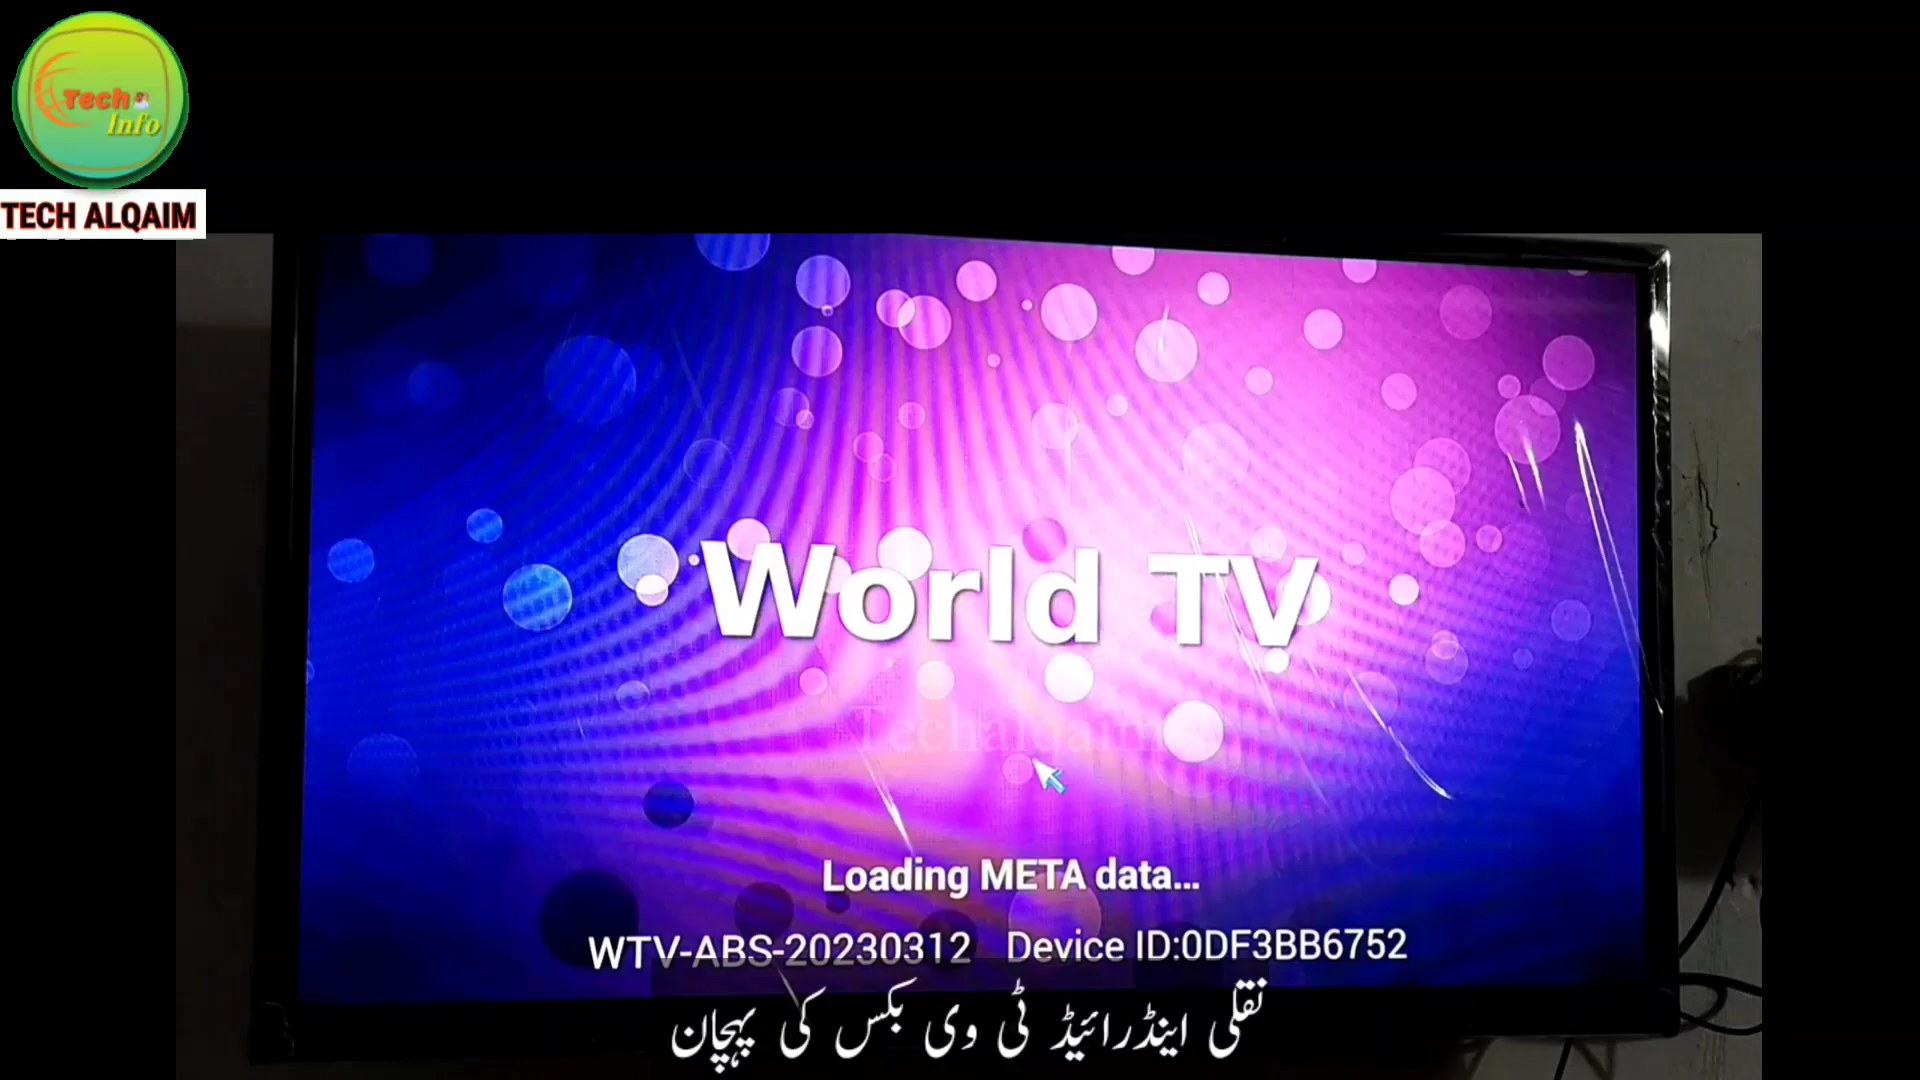 Tech
Info
TECH ALQAIM
World TV
Techalqaim
Loading META data...
WTV-ABS-20230312 Device ID:0DF3BB6752
نقلی اینڈرائیڈ ٹی وی بکس کی پہچان